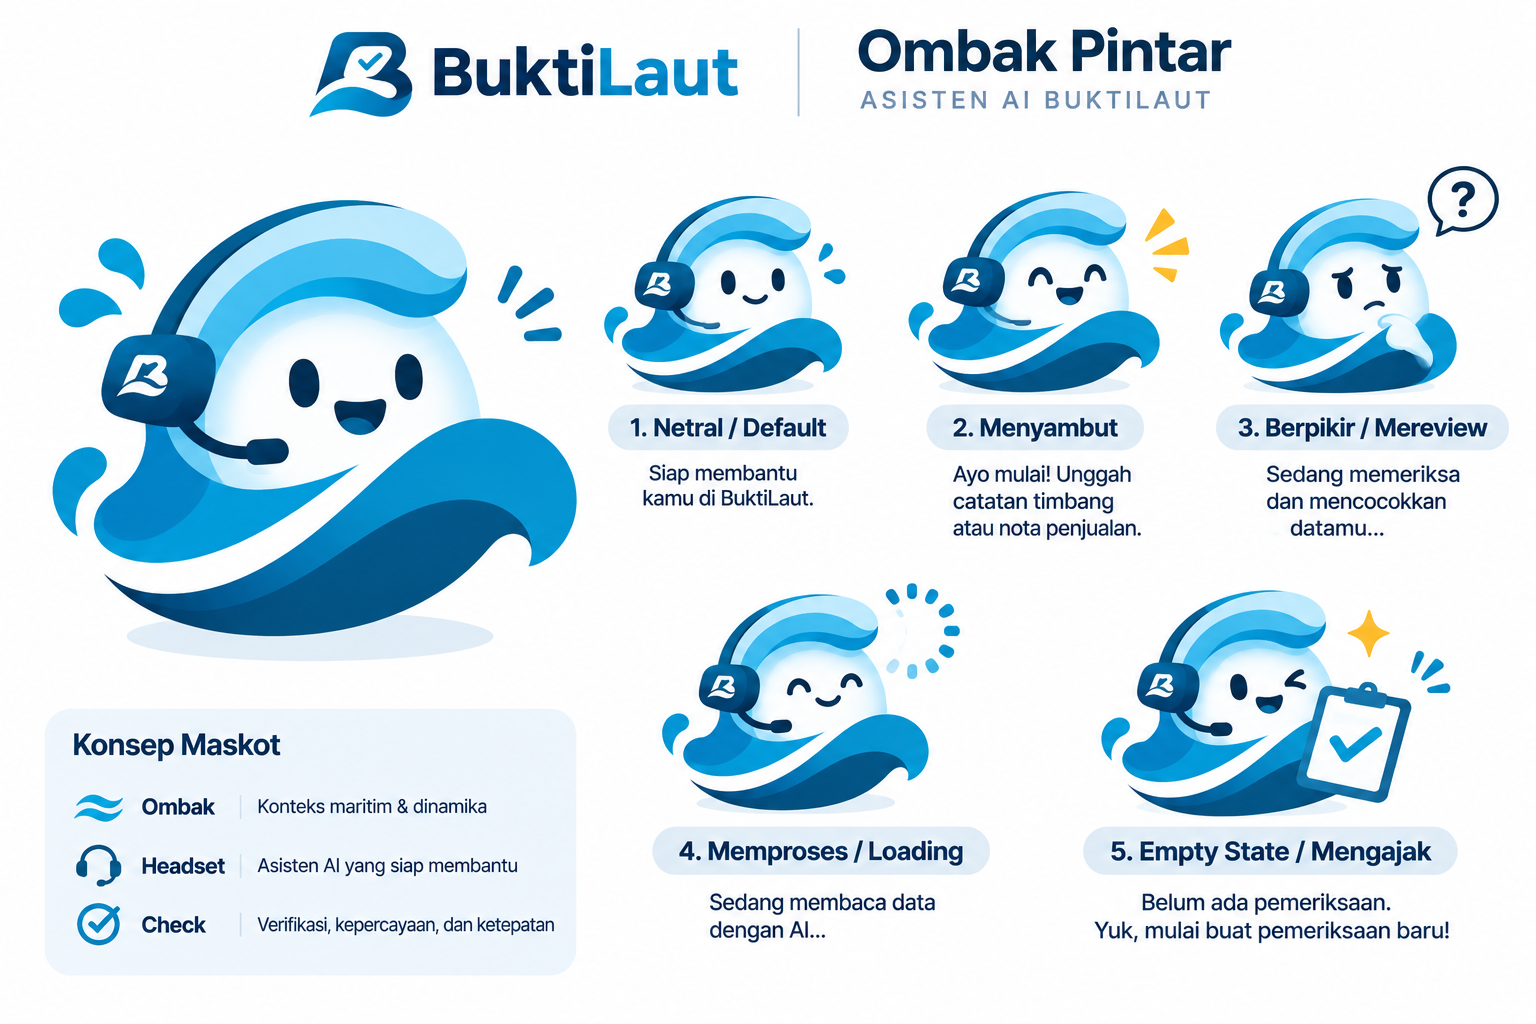 BuktiLaut
Ombak Pintar
ASISTEN AI BUKTILAUT
?
1. Netral / Default
Siap membantu
kamu di BuktiLaut.
2. Menyambut
Ayo mulai! Unggah
catatan timbang
atau nota penjualan.
3. Berpikir / Mereview
Sedang memeriksa
dan mencocokkan
datamu...
Konsep Maskot
Ombak
Konteks maritim & dinamika
Headset
Asisten AI yang siap membantu
Check
Verifikasi, kepercayaan, dan ketepatan
4. Memproses / Loading
Sedang membaca data
dengan AI...
5. Empty State / Mengajak
Belum ada pemeriksaan.
Yuk, mulai buat pemeriksaan baru!